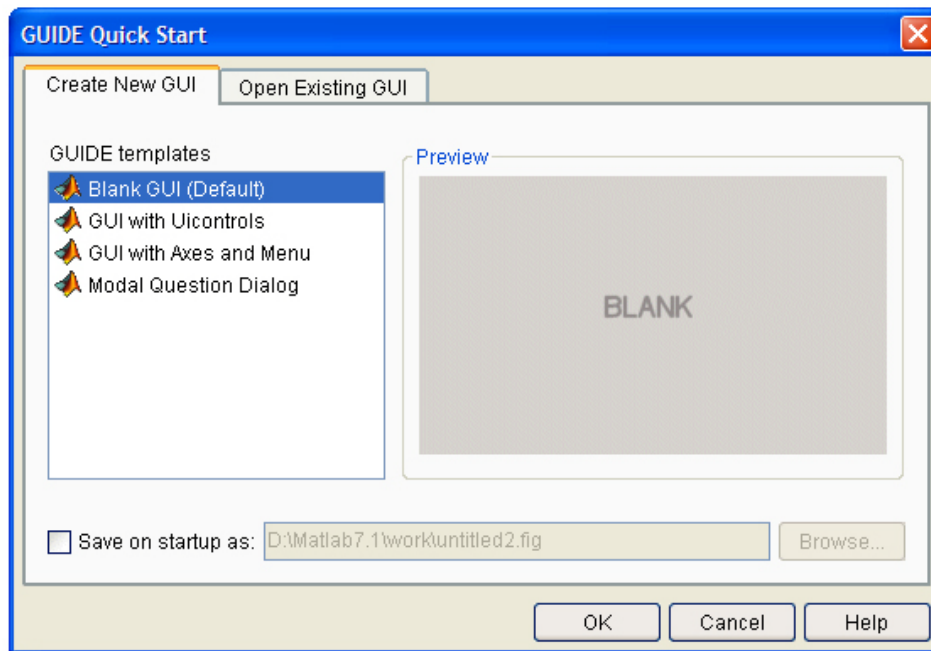 GUIDE Quick Start
Create New GUI
Open Existing GUI
GUIDE templates
Blank GUI (Default)
GUI with Uicontrols
GUI with Axes and Menu
Modal Question Dialog
Preview
BLANK
Save on startup as: D:\Matlab7.1\work\untitled2.fig Browse...
OK Cancel Help